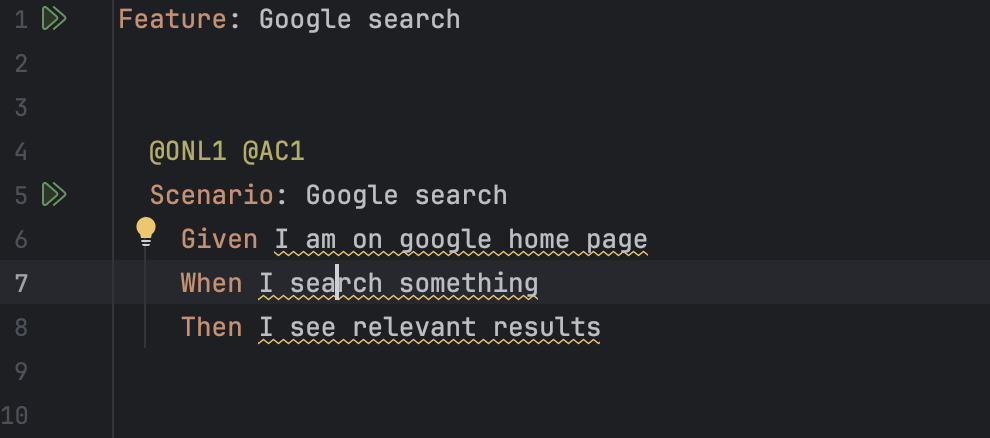 1 Feature: Google search
2
3
4 @ONL1 @AC1
5 Scenario: Google search
6 Given I am on google home page
7 When I search something
8 Then I see relevant results
9
10